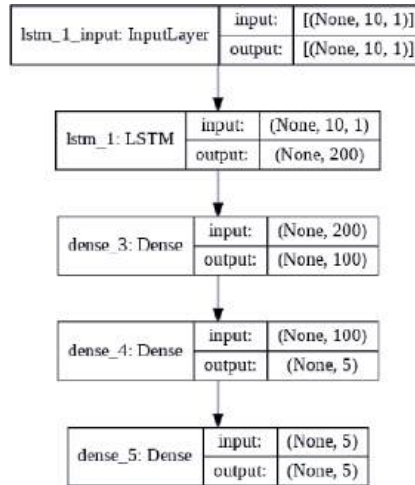 lstm_1_input: InputLayer input: [(None, 10, 1)]
output: [(None, 10, 1)]
lstm_1: LSTM input: (None, 10, 1)
output: (None, 200)
dense_3: Dense input: (None, 200)
output: (None, 100)
dense_4: Dense input: (None, 100)
output: (None, 5)
dense_5: Dense input: (None, 5)
output: (None, 5)